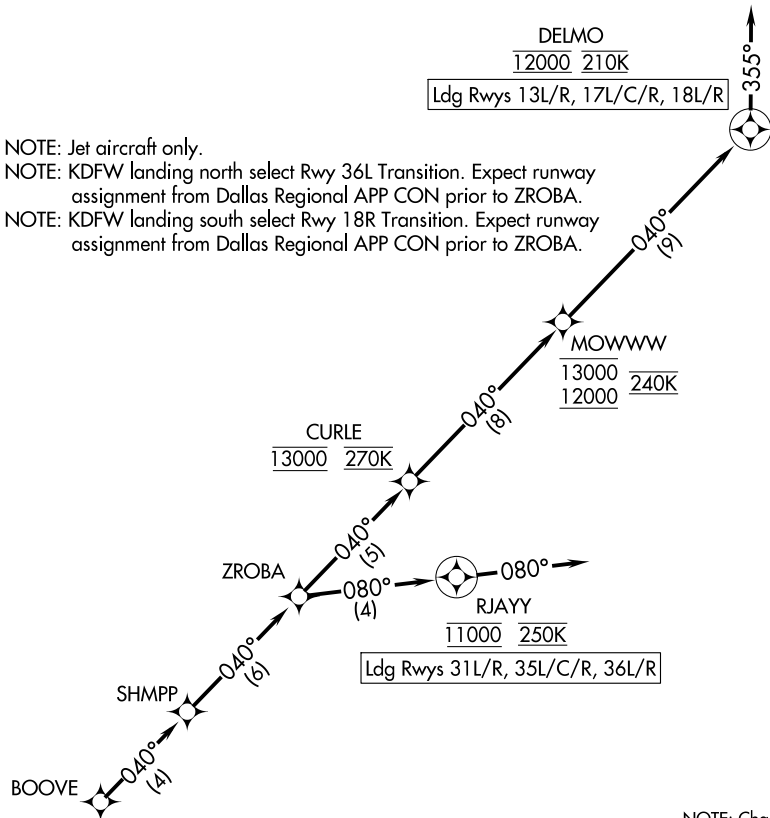 DELMO
12000 210K
Ldg Rwys 13L/R, 17L/C/R, 18L/R
355°
NOTE: Jet aircraft only.
NOTE: KDFW landing north select Rwy 36L Transition. Expect runway
assignment from Dallas Regional APP CON prior to ZROBA.
NOTE: KDFW landing south select Rwy 18R Transition. Expect runway
assignment from Dallas Regional APP CON prior to ZROBA.
040°
(9)
MOWWW
13000
12000
240K
040°
(8)
CURLE
13000 270K
040°
(5)
ZROBA
080°
(4)
080°
RJAYY
11000 250K
Ldg Rwys 31L/R, 35L/C/R, 36L/R
040°
(6)
SHMPP
040°
(4)
BOOVE
NOTE: Cha